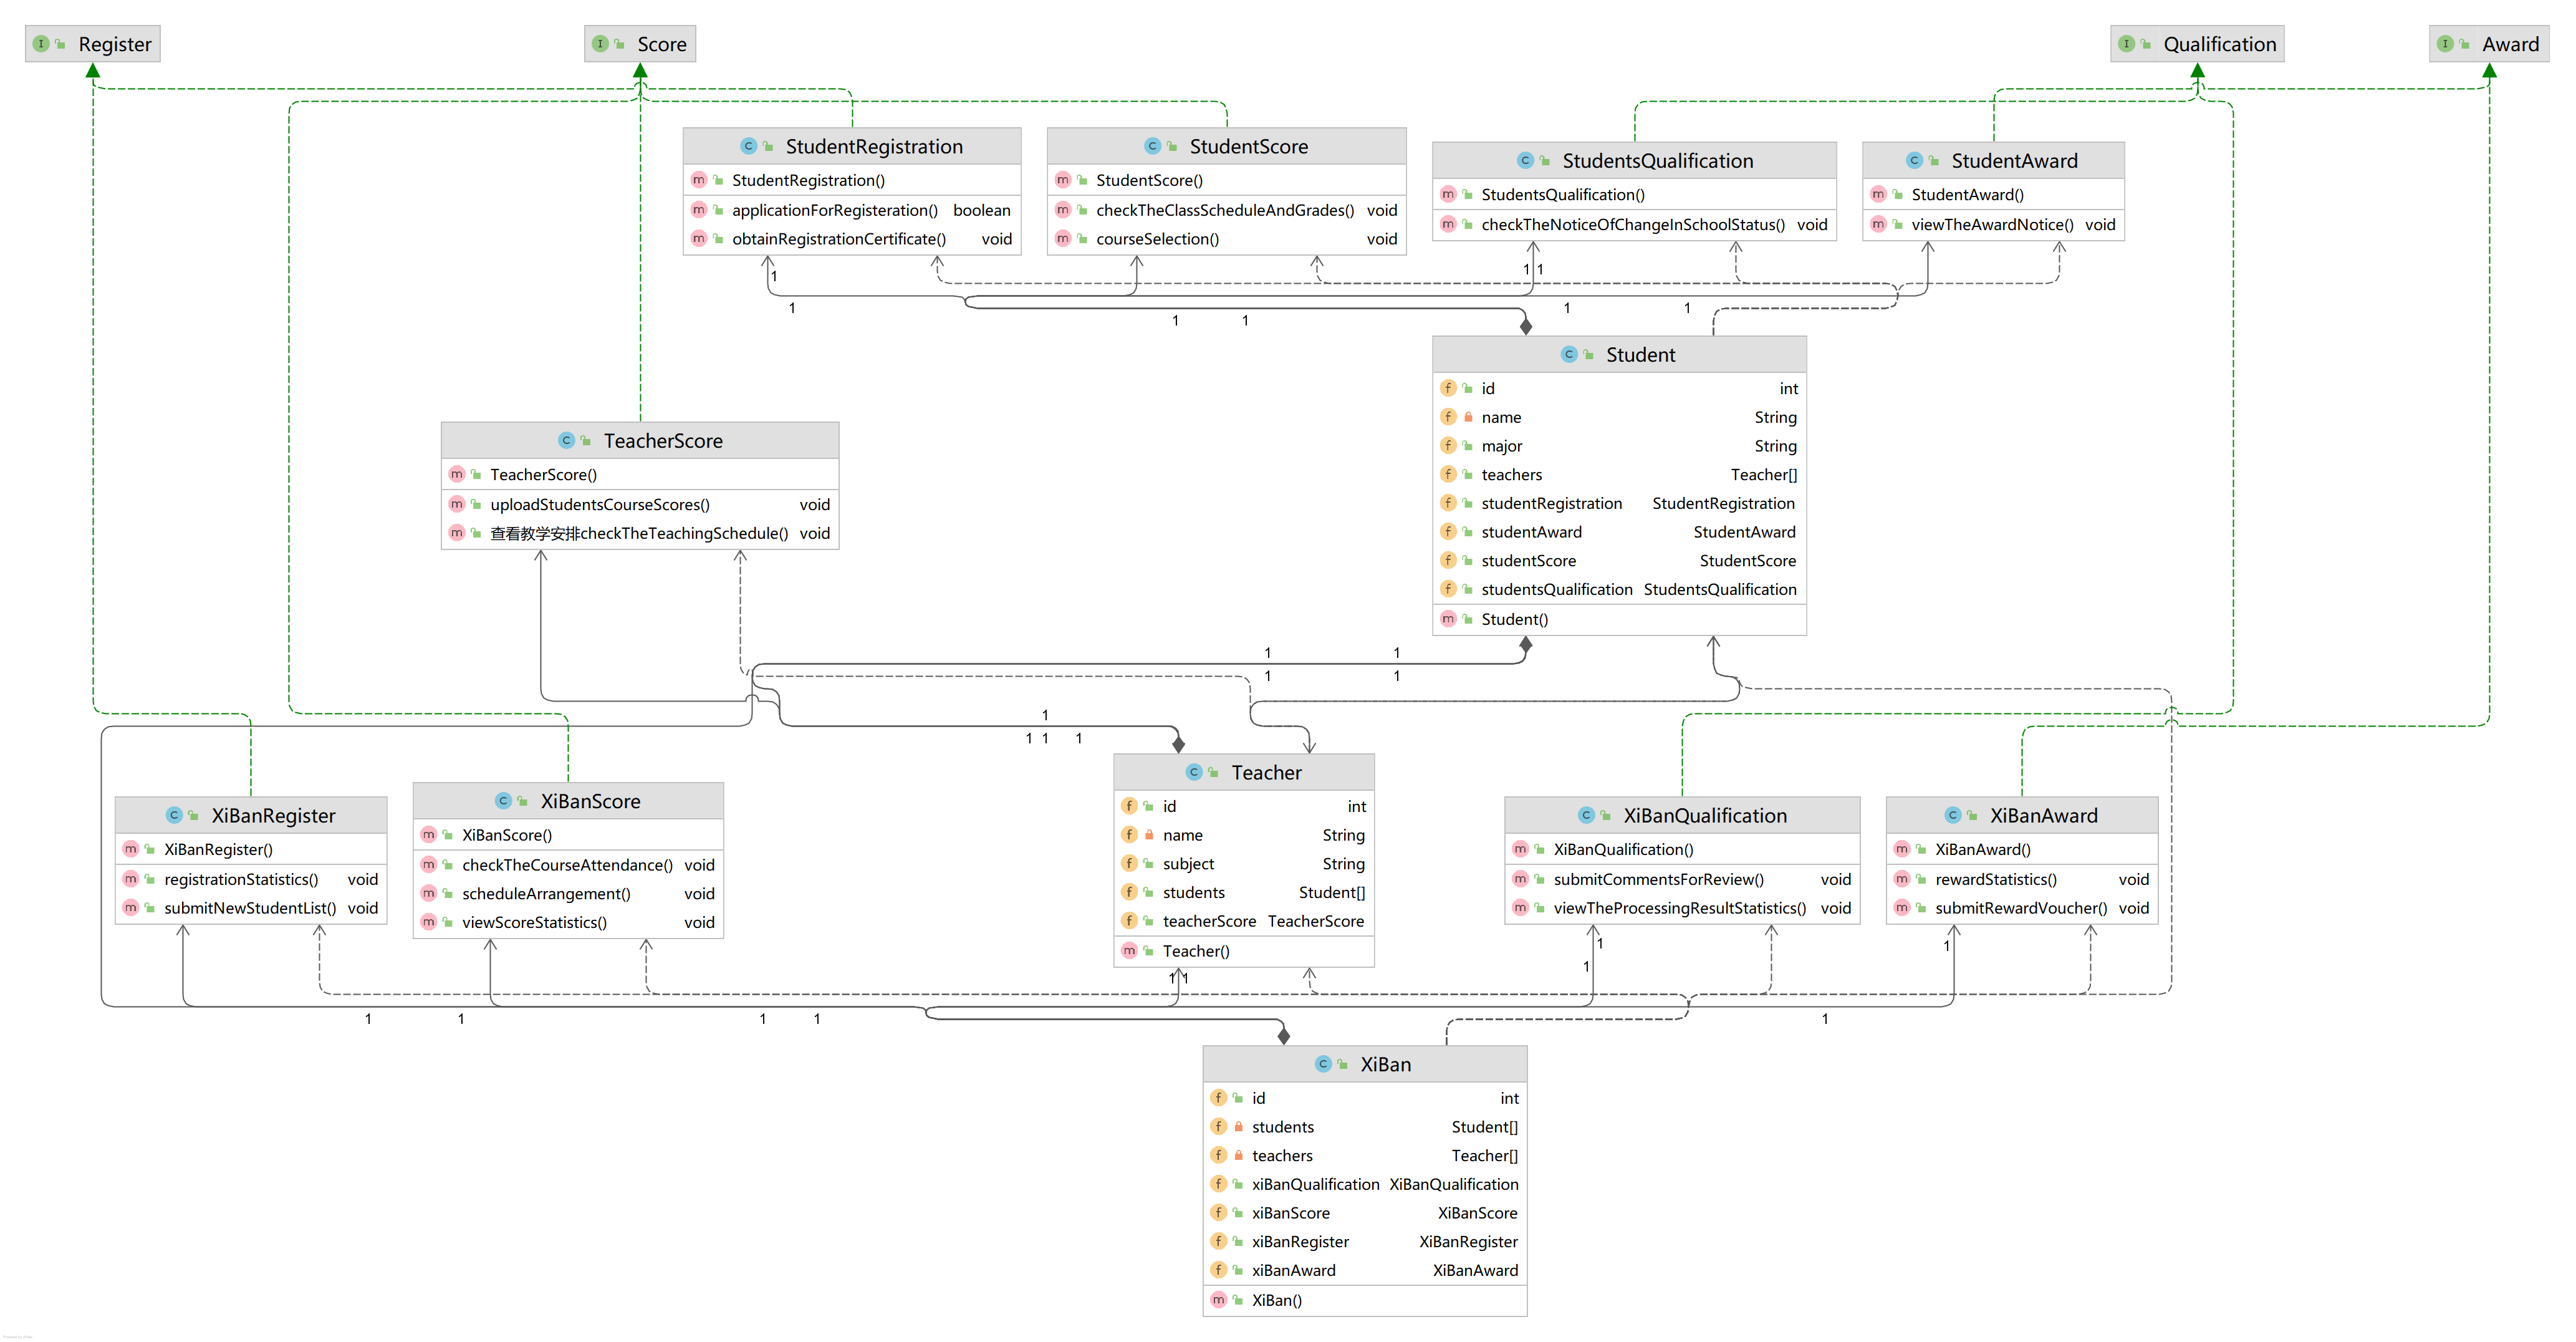 Register
Score
Qualification
Award
StudentRegistration
StudentRegistration()
applicationForRegisteration() boolean
obtainRegistrationCertificate() void
StudentScore
StudentScore()
checkTheClassScheduleAndGrades() void
courseSelection() void
StudentsQualification
StudentsQualification()
checkTheNoticeOfChangeInSchoolStatus() void
StudentAward
StudentAward()
viewTheAwardNotice() void
1
1 1
1
1
1
1 1
Student
id int
name String
major String
teachers Teacher[]
studentRegistration StudentRegistration
studentAward StudentAward
studentScore StudentScore
studentsQualification StudentsQualification
Student()
TeacherScore
TeacherScore()
uploadStudentsCourseScores() void
查看教学安排checkTheTeachingSchedule() void
1 1
1 1
1
1 1 1
Teacher
id int
name String
subject String
students Student[]
teacherScore TeacherScore
Teacher()
XiBanRegister
XiBanRegister()
registrationStatistics() void
submitNewStudentList() void
XiBanScore
XiBanScore()
checkTheCourseAttendance() void
scheduleArrangement() void
viewScoreStatistics() void
XiBanQualification
XiBanQualification()
submitCommentsForReview() void
viewTheProcessingResultStatistics() void
XiBanAward
XiBanAward()
rewardStatistics() void
submitRewardVoucher() void
1
1
1
1 1
1 1 1 1 1
XiBan
id int
students Student[]
teachers Teacher[]
xiBanQualification XiBanQualification
xiBanScore XiBanScore
xiBanRegister XiBanRegister
xiBanAward XiBanAward
XiBan()